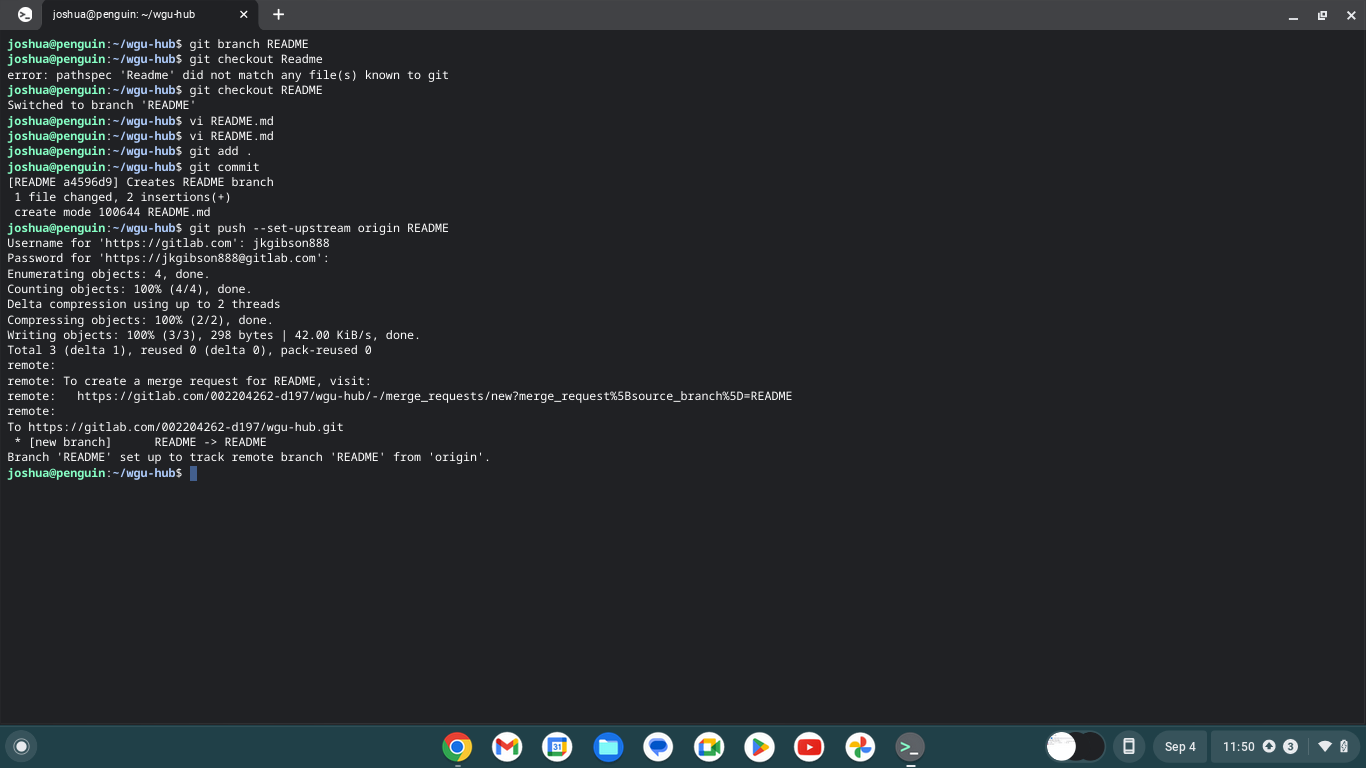 joshua@penguin: ~/wgu-hub
joshua@penguin:~/wgu-hub$ git branch README
joshua@penguin:~/wgu-hub$ git checkout Readme
error: pathspec 'Readme' did not match any file(s) known to git
joshua@penguin:~/wgu-hub$ git checkout README
Switched to branch 'README'
joshua@penguin:~/wgu-hub$ vi README.md
joshua@penguin:~/wgu-hub$ vi README.md
joshua@penguin:~/wgu-hub$ git add .
joshua@penguin:~/wgu-hub$ git commit
[README a4596d9] Creates README branch
 1 file changed, 2 insertions(+)
 create mode 100644 README.md
joshua@penguin:~/wgu-hub$ git push --set-upstream origin README
Username for 'https://gitlab.com': jkgibson888
Password for 'https://jkgibson888@gitlab.com':
Enumerating objects: 4, done.
Counting objects: 100% (4/4), done.
Delta compression using up to 2 threads
Compressing objects: 100% (2/2), done.
Writing objects: 100% (3/3), 298 bytes | 42.00 KiB/s, done.
Total 3 (delta 1), reused 0 (delta 0), pack-reused 0
remote:
remote: To create a merge request for README, visit:
remote:   https://gitlab.com/002204262-d197/wgu-hub/-/merge_requests/new?merge_request%5Bsource_branch%5D=README
remote:
To https://gitlab.com/002204262-d197/wgu-hub.git
 * [new branch]      README -> README
Branch 'README' set up to track remote branch 'README' from 'origin'.
joshua@penguin:~/wgu-hub$
31
Sep 4
11:50
3